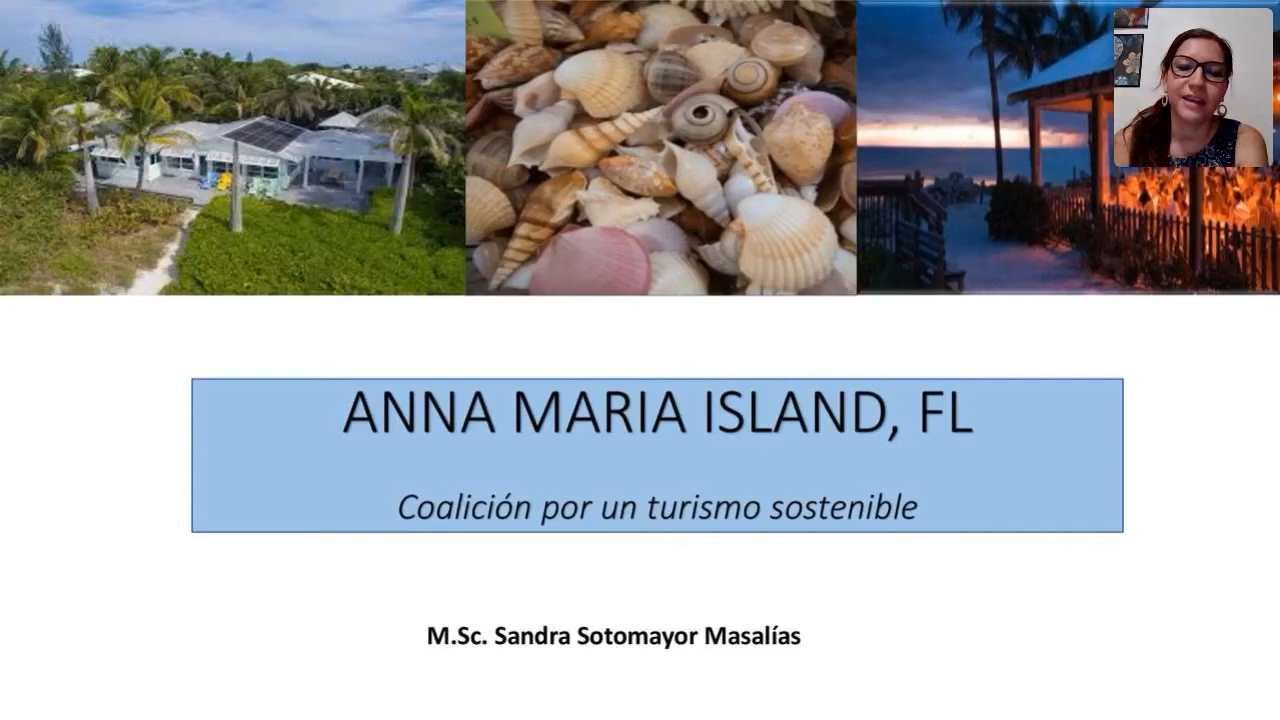 ANNA MARIA ISLAND, FL
Coalición por un turismo sostenible
M.Sc. Sandra Sotomayor Masalías